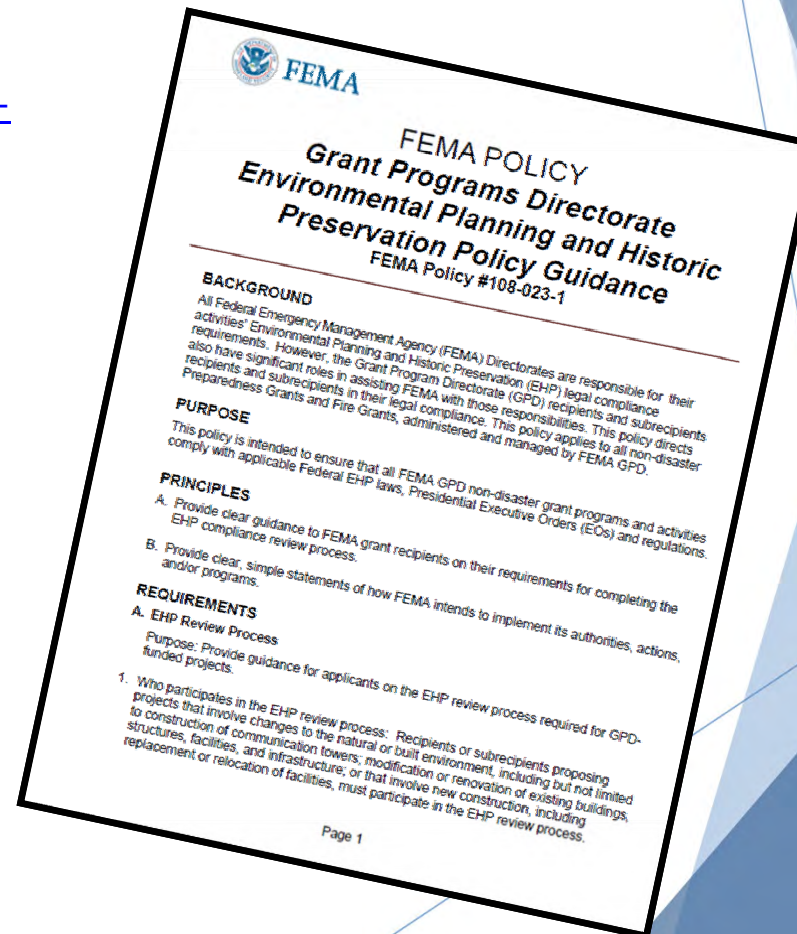 FEMA
FEMA POLICY
Grant Programs Directorate
Environmental Planning and Historic
Preservation Policy Guidance
FEMA Policy #108-023-1
BACKGROUND
All Federal Emergency Management Agency (FEMA) Directorates are responsible for their
activities' Environmental Planning and Historic Preservation (EHP) legal compliance
requirements. However, the Grant Program Directorate (GPD) recipients and subrecipients
also have significant roles in assisting FEMA with those responsibilities. This policy directs
recipients and subrecipients in their legal compliance. This policy applies to all non-disaster
Preparedness Grants and Fire Grants, administered and managed by FEMA GPD.
PURPOSE
This policy is intended to ensure that all FEMA GPD non-disaster grant programs and activities
comply with applicable Federal EHP laws, Presidential Executive Orders (EOs) and regulations.
PRINCIPLES
A. Provide clear guidance to FEMA grant recipients on their requirements for completing the
EHP compliance review process.
B. Provide clear, simple statements of how FEMA intends to implement its authorities, actions,
and/or programs.
REQUIREMENTS
A. EHP Review Process
Purpose: Provide guidance for applicants on the EHP review process required for GPD-
funded projects.
1. Who participates in the EHP review process: Recipients or subrecipients proposing
projects that involve changes to the natural or built environment, including but not limited
to construction of communication towers; modification or renovation of existing buildings,
structures, facilities, and infrastructure; or that involve new construction, including
replacement or relocation of facilities, must participate in the EHP review process.
Page 1